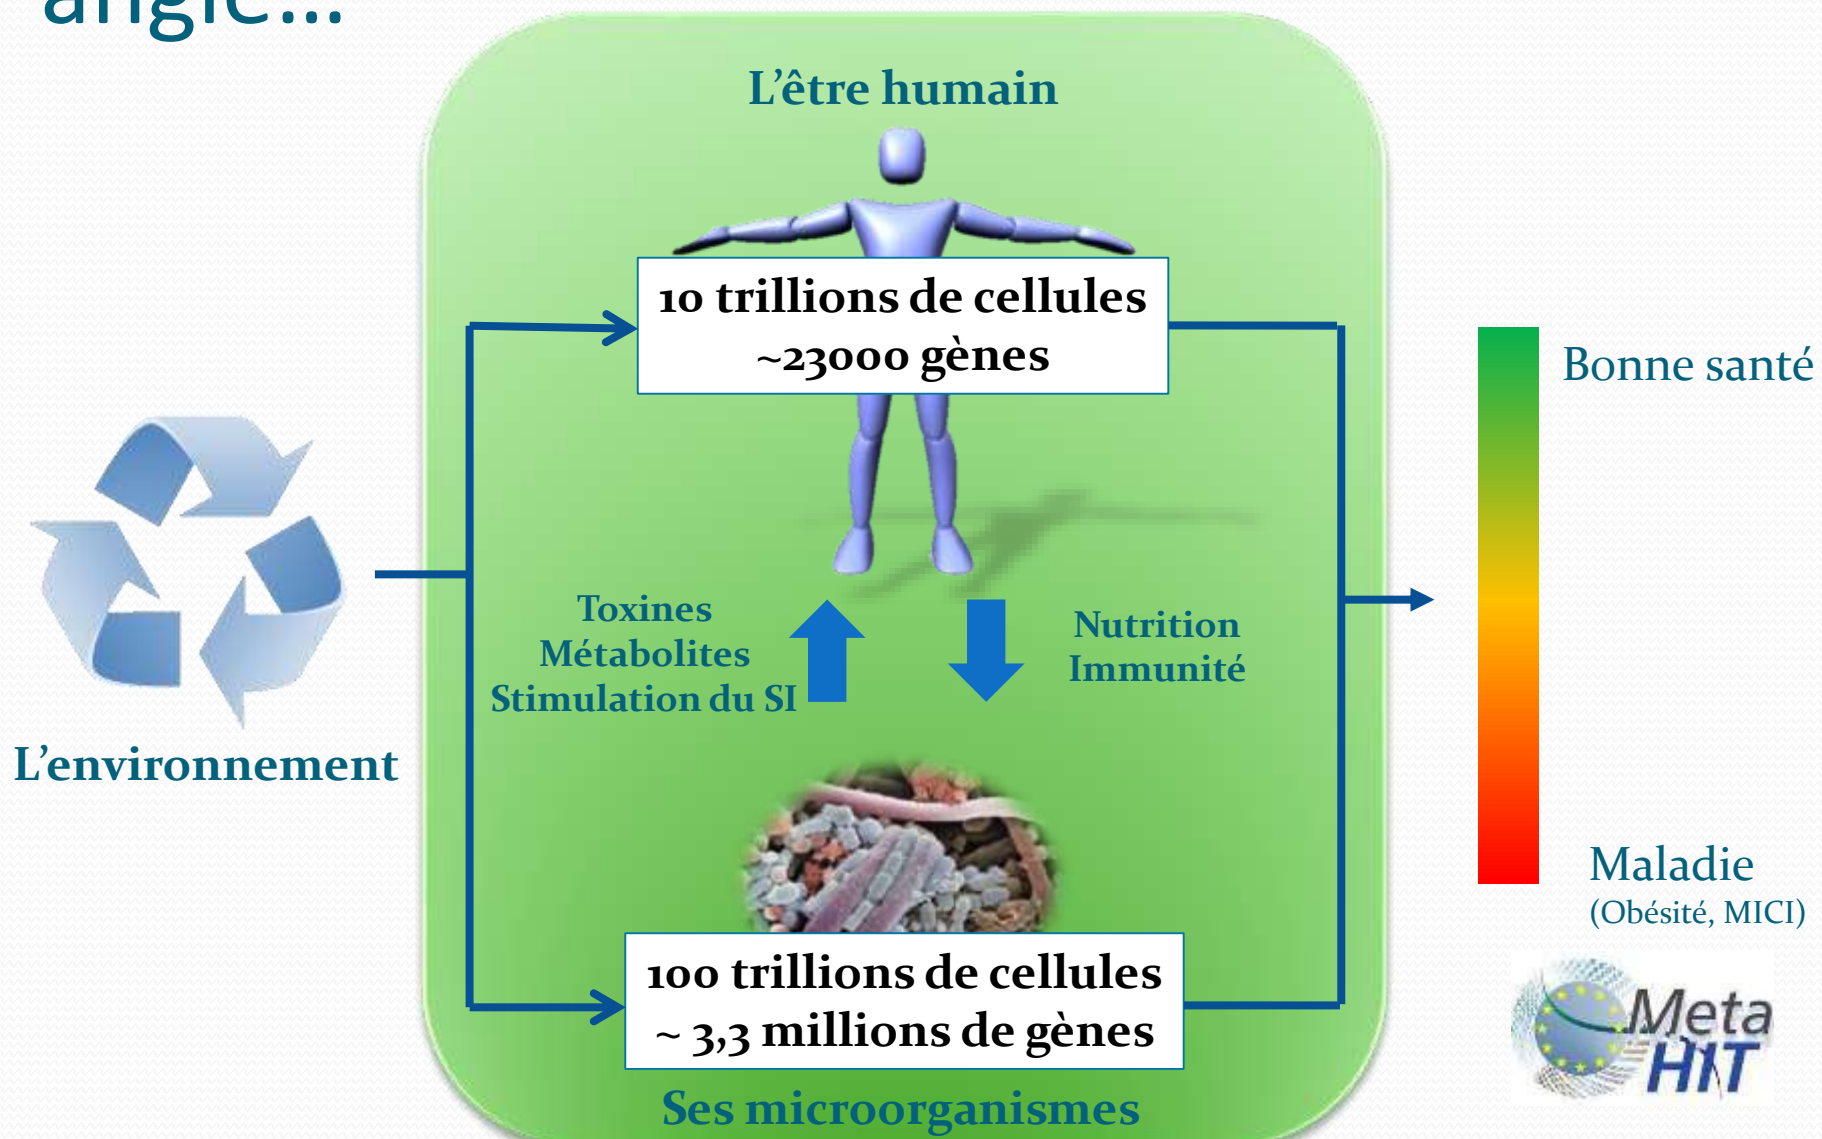 angle...
L'être humain
10 trillions de cellules
~23000 gènes
Bonne santé
Toxines
Métabolites
Stimulation du SI
Nutrition
Immunité
L'environnement
Maladie
(Obésité, MICI)
100 trillions de cellules
~ 3,3 millions de gènes
Ses microorganismes
Meta
HIT